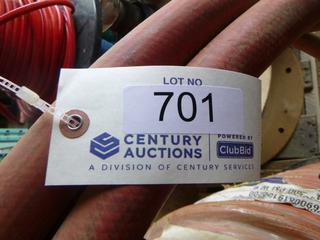 LOT NO
701
CENTURY
AUCTIONS
POWERED BY
ClubBid
A DIVISION OF CENTURY SERVICES